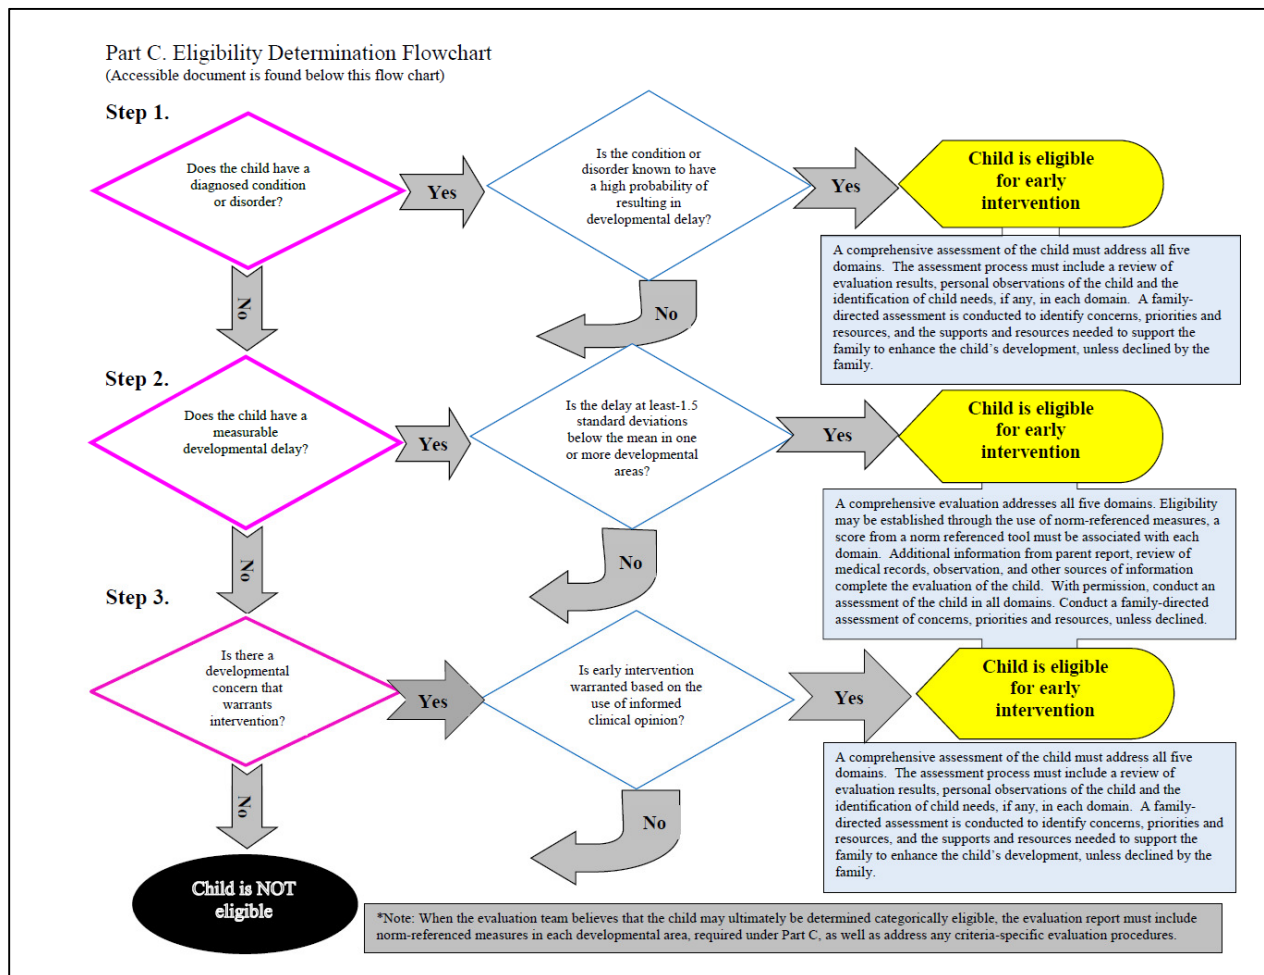 Part C. Eligibility Determination Flowchart
(Accessible document is found below this flow chart)
Step 1.
Does the child have a
diagnosed condition
or disorder?
Yes
Is the condition or
disorder known to have
a high probability of
resulting in
developmental delay?
Yes
Child is eligible
for early
intervention
A comprehensive assessment of the child must address all five
domains.  The assessment process must include a review of
evaluation results, personal observations of the child and the
identification of child needs, if any, in each domain.  A family-
directed assessment is conducted to identify concerns, priorities and
resources, and the supports and resources needed to support the
family to enhance the child’s development, unless declined by the
family.
No
No
Step 2.
Does the child have a
measurable
developmental delay?
Yes
Is the delay at least-1.5
standard deviations
below the mean in one
or more developmental
areas?
Yes
Child is eligible
for early
intervention
A comprehensive evaluation addresses all five domains. Eligibility
may be established through the use of norm-referenced measures, a
score from a norm referenced tool must be associated with each
domain.  Additional information from parent report, review of
medical records, observation, and other sources of information
complete the evaluation of the child.  With permission, conduct an
assessment of the child in all domains. Conduct a family-directed
assessment of concerns, priorities and resources, unless declined.
No
No
Step 3.
Is there a
developmental
concern that
warrants
intervention?
Yes
Is early intervention
warranted based on the
use of informed
clinical opinion?
Yes
Child is eligible
for early
intervention
A comprehensive assessment of the child must address all five
domains.  The assessment process must include a review of
evaluation results, personal observations of the child and the
identification of child needs, if any, in each domain.  A family-
directed assessment is conducted to identify concerns, priorities and
resources, and the supports and resources needed to support the
family to enhance the child’s development, unless declined by the
family.
No
No
Child is NOT
eligible
*Note: When the evaluation team believes that the child may ultimately be determined categorically eligible, the evaluation report must include
norm-referenced measures in each developmental area, required under Part C, as well as address any criteria-specific evaluation procedures.